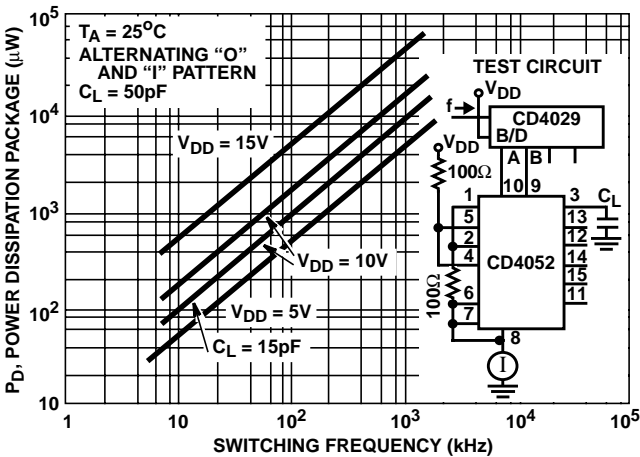 P_D, POWER DISSIPATION PACKAGE (µW)
10^5
10^4
10^3
10^2
10
T_A = 25°C
ALTERNATING “O”
AND “I” PATTERN
C_L = 50pF
V_DD = 15V
V_DD = 10V
V_DD = 5V
C_L = 15pF
TEST CIRCUIT
f
V_DD
CD4029
B/D
A B
V_DD
100Ω
10 9
1
5
2
4
6
7
8
3
13
12
14
15
11
C_L
CD4052
100Ω
I
1
10
10^2
10^3
10^4
10^5
SWITCHING FREQUENCY (kHz)